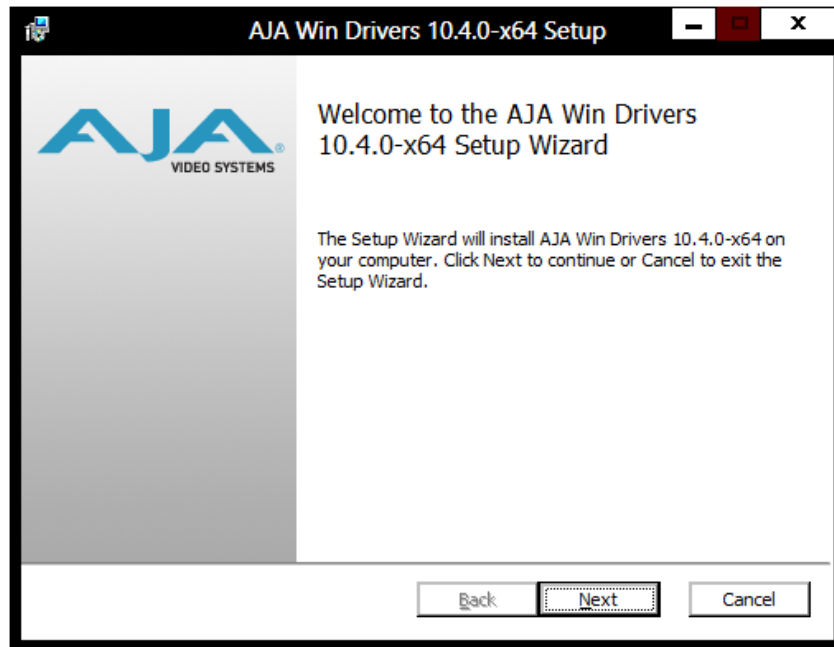 AJA Win Drivers 10.4.0-x64 Setup
AJA®
VIDEO SYSTEMS
Welcome to the AJA Win Drivers
10.4.0-x64 Setup Wizard
The Setup Wizard will install AJA Win Drivers 10.4.0-x64 on
your computer. Click Next to continue or Cancel to exit the
Setup Wizard.
Back
Next
Cancel